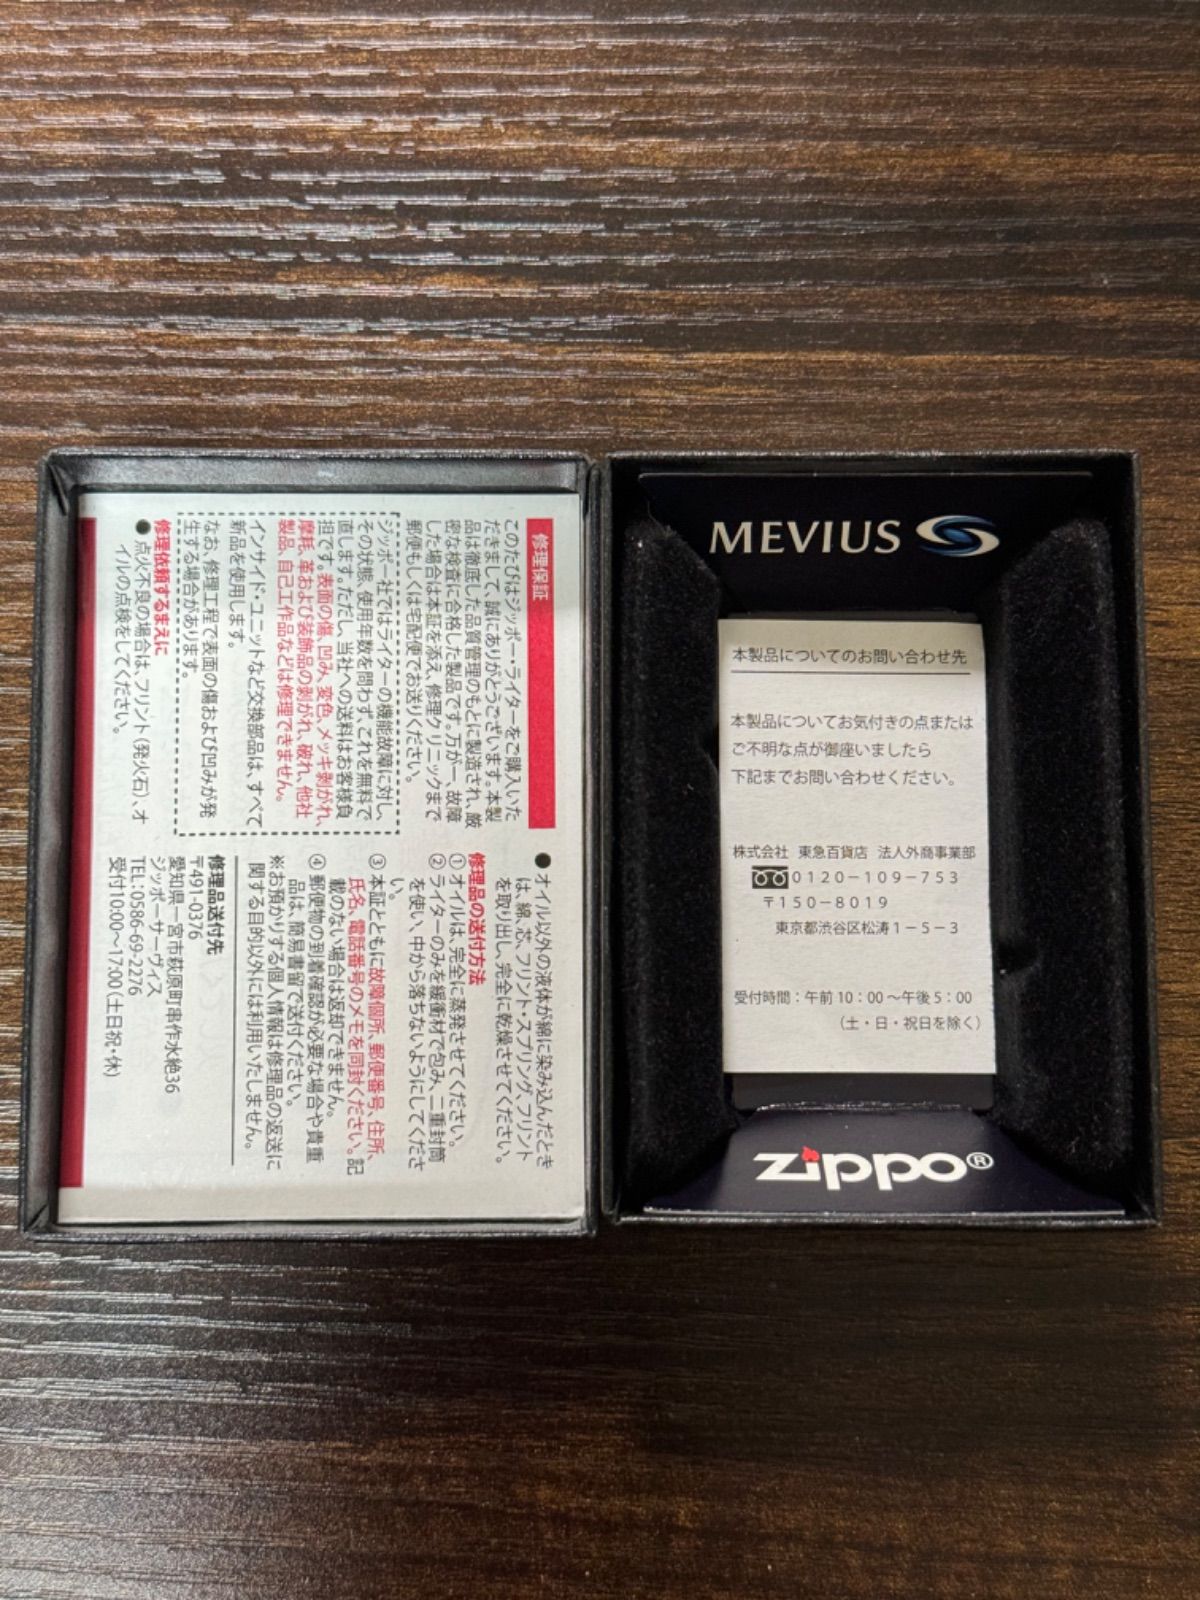 修理保証
このたびはジッポー・ライターをご購入いた
だきまして、誠にありがとうございます。本製
品は徹底した品質管理のもとに製造され、厳
密な検査に合格した製品です。万が一、故障
した場合は本証を添え、修理クリニックまで
郵便もしくは宅配便でお送りください。
ジッポー社ではライターの機能故障に対し、
その状態、使用年数を問わず、これを無料で
直します。ただし、当社への送料はお客様負
担です。表面の傷、凹み、変色、メッキ剥がれ、
摩耗、革および装飾品の剥がれ、破れ、他社
製品、自己工作品などは修理できません。
インサイド・ユニットなど交換部品は、すべて
新品を使用します。
なお、修理工程で表面の傷および凹みが発
生する場合があります。
修理依頼するまえに
● 点火不良の場合は、フリント(発火石)、オ
イルの点検をしてください。
● オイル以外の液体が綿に染み込んだとき
は、綿、芯、フリント・スプリング、フリント
を取り出し、完全に乾燥させてください。
修理品の送付方法
①オイルは、完全に蒸発させてください。
②ライターのみを緩衝材で包み、二重封筒
を使い、中から落ちないようにしてくださ
い。
③本証とともに故障個所、郵便番号、住所、
氏名、電話番号のメモを同封ください。記
載のない場合は返却できません。
④郵便物の到着確認が必要な場合や貴重
品は、簡易書留で送付ください。
※お預かりする個人情報は修理品の返送に
関する目的以外には利用いたしません。
修理品送付先
〒491-0376
愛知県一宮市萩原町串作水絶36
ジッポーサーヴィス
TEL:0586-69-2276
受付10:00〜17:00(土日祝・休)
MEVIUS
本製品についてのお問い合わせ先
本製品についてお気付きの点または
ご不明な点が御座いましたら
下記までお問い合わせください。
株式会社 東急百貨店 法人外商事業部
0120-109-753
〒150-8019
東京都渋谷区松涛1-5-3
受付時間:午前10:00〜午後5:00
(土・日・祝日を除く)
zippo®